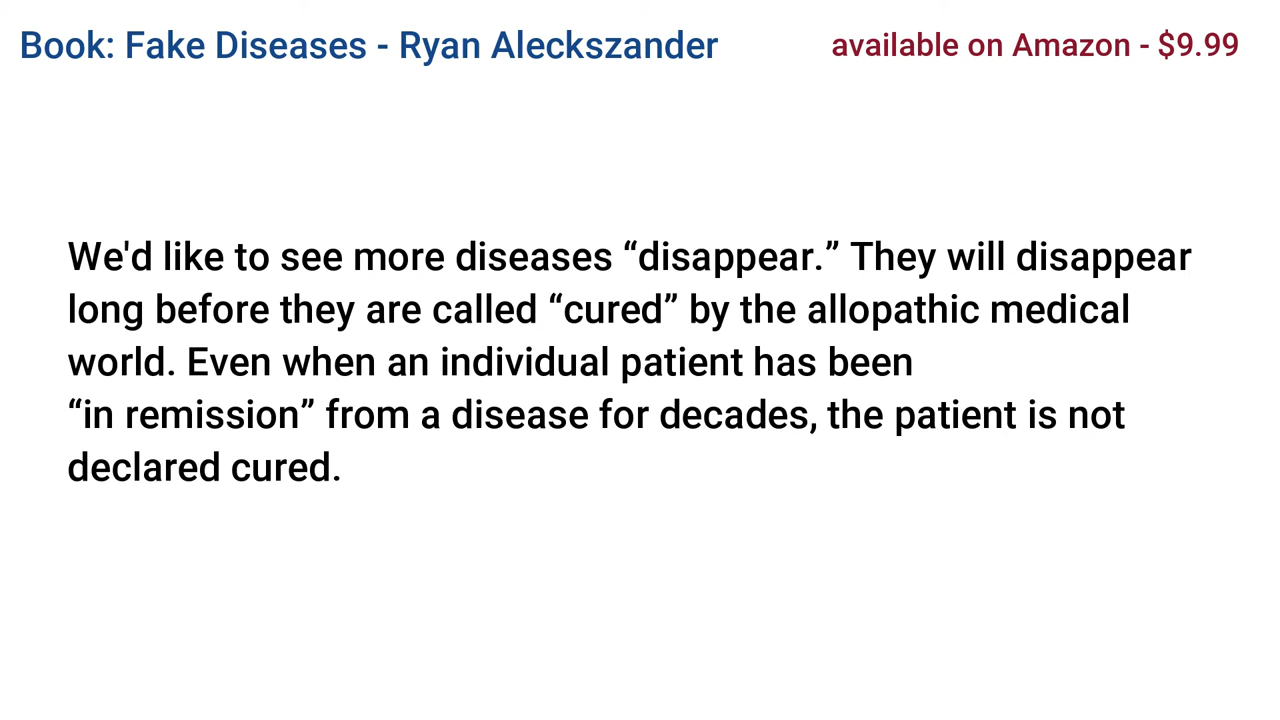 Book: Fake Diseases - Ryan Aleckszander
available on Amazon - $9.99
We'd like to see more diseases “disappear.” They will disappear
long before they are called “cured” by the allopathic medical
world. Even when an individual patient has been
“in remission” from a disease for decades, the patient is not
declared cured.